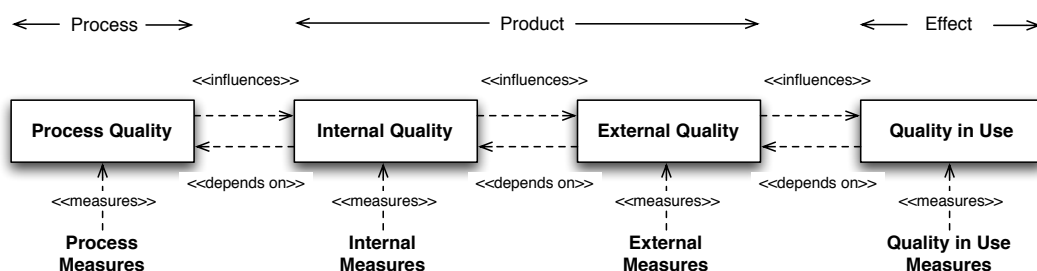 Process Product Effect
<<influences>> <<influences>> <<influences>>
Process Quality Internal Quality External Quality Quality in Use
<<depends on>> <<depends on>> <<depends on>>
<<measures>> <<measures>> <<measures>> <<measures>>
Process Internal External Quality in Use
Measures Measures Measures Measures